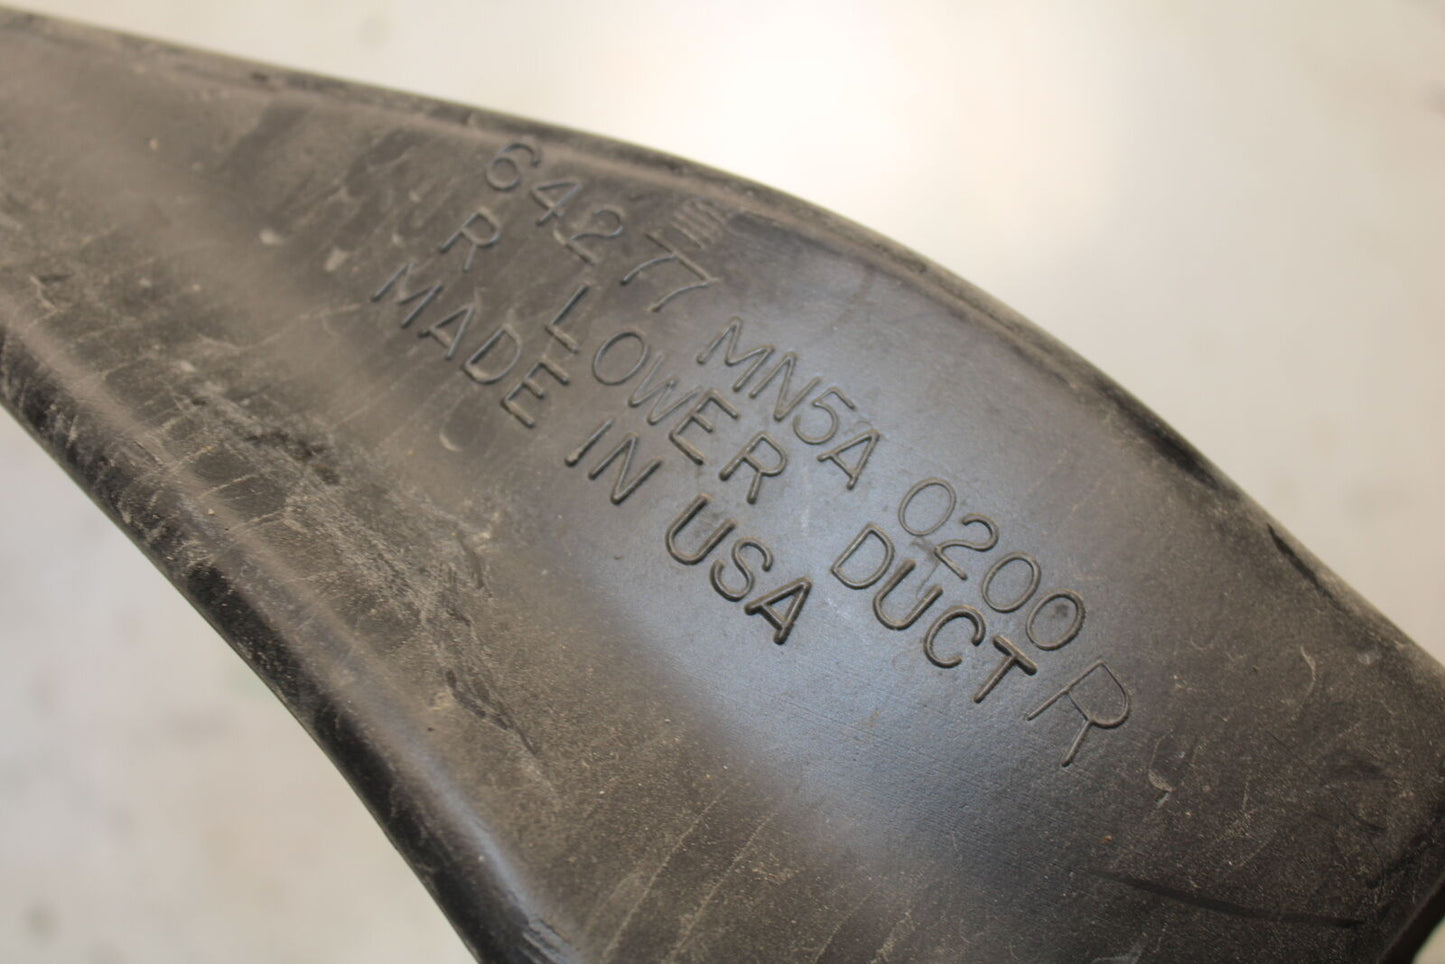 64277 MN5A 0200 R
R LOWER DUCT
MADE IN USA